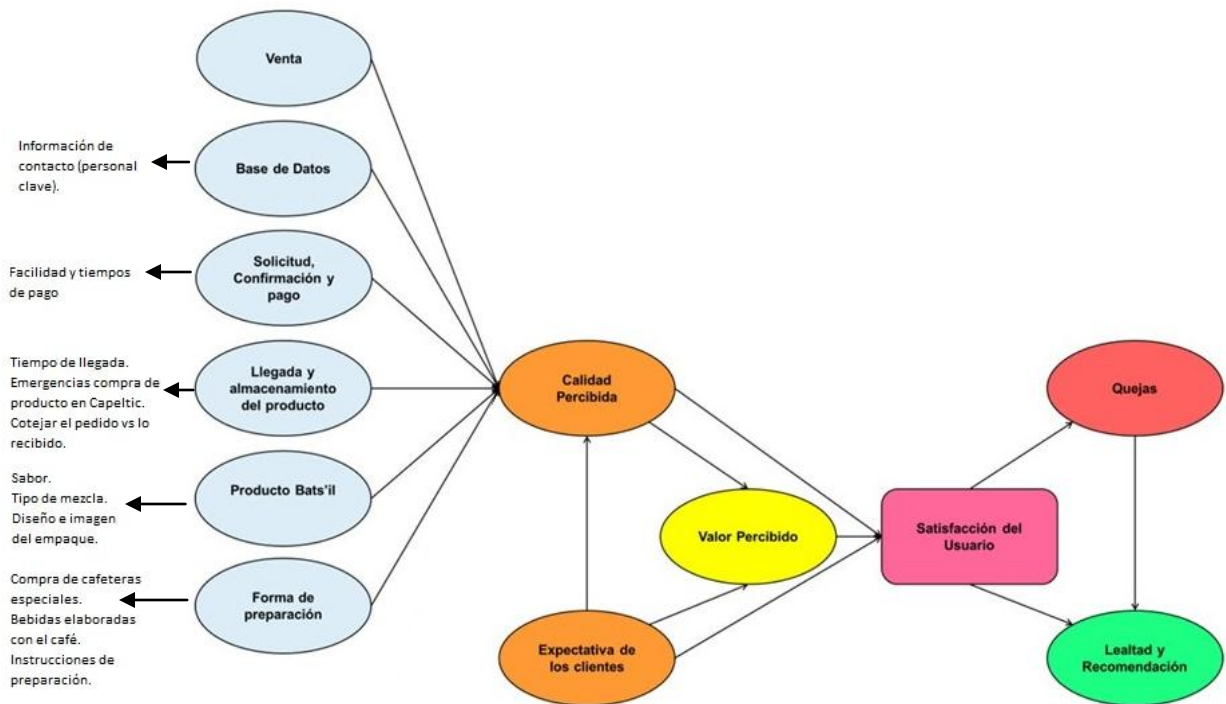 Venta
Información de
contacto (personal
clave).
Base de Datos
Facilidad y tiempos
de pago
Solicitud,
Confirmación y
pago
Tiempo de llegada.
Emergencias compra de
producto en Capeltic.
Cotejar el pedido vs lo
recibido.
Llegada y
almacenamiento
del producto
Sabor.
Tipo de mezcla.
Diseño e imagen
del empaque.
Producto Bats'il
Compra de cafeteras
especiales.
Bebidas elaboradas
con el café.
Instrucciones de
preparación.
Forma de
preparación
Calidad
Percibida
Valor Percibido
Expectativa de
los clientes
Satisfacción del
Usuario
Quejas
Lealtad y
Recomendación